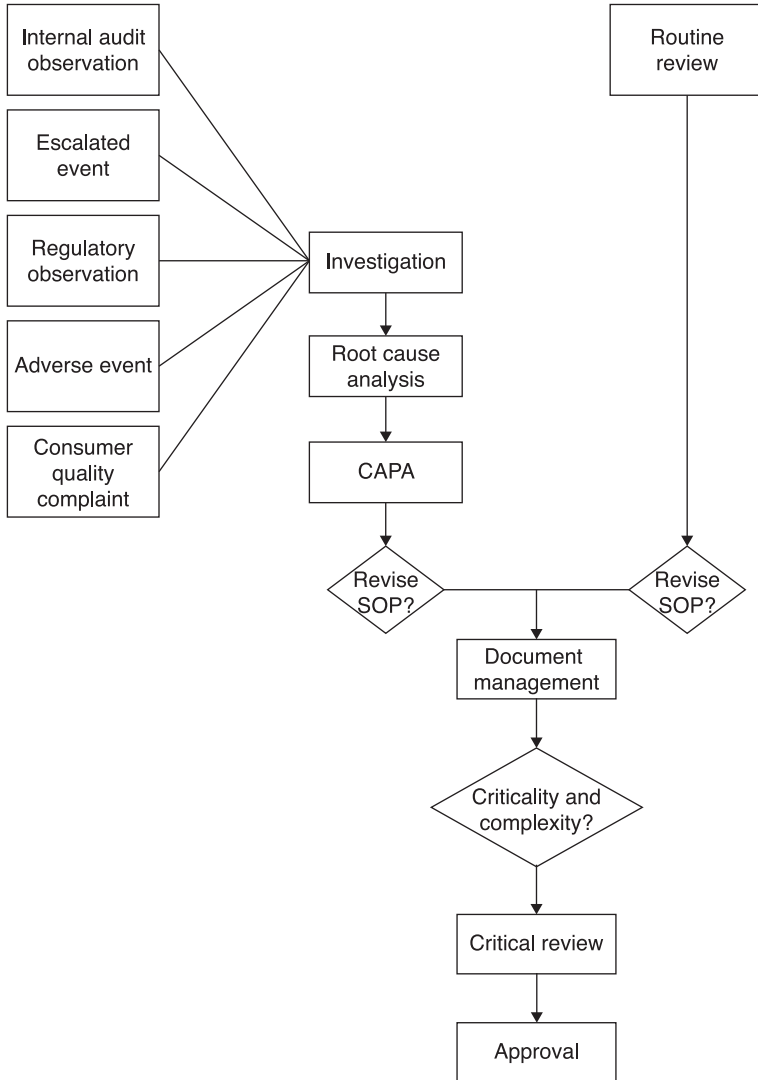 Internal audit
observation
Routine
review
Escalated
event
Regulatory
observation
Investigation
Adverse event
Root cause
analysis
Consumer
quality
complaint
CAPA
Revise
SOP?
Revise
SOP?
Document
management
Criticality and
complexity?
Critical review
Approval